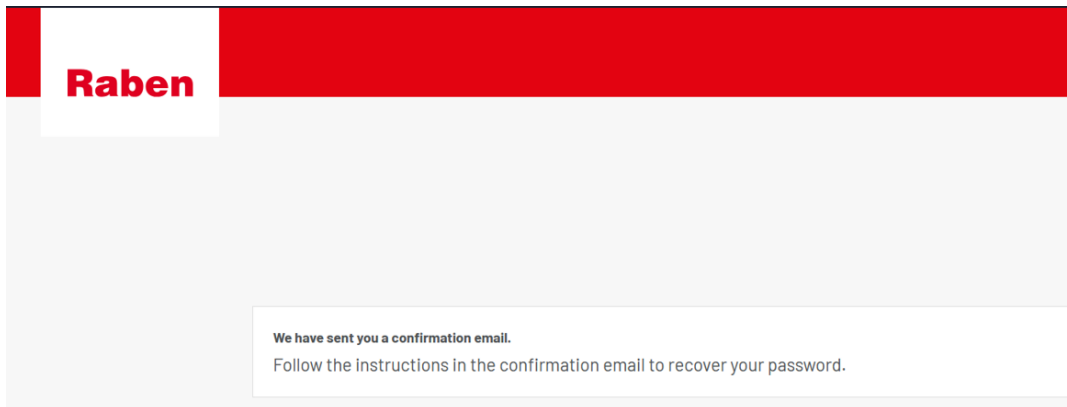 Raben
We have sent you a confirmation email.
Follow the instructions in the confirmation email to recover your password.